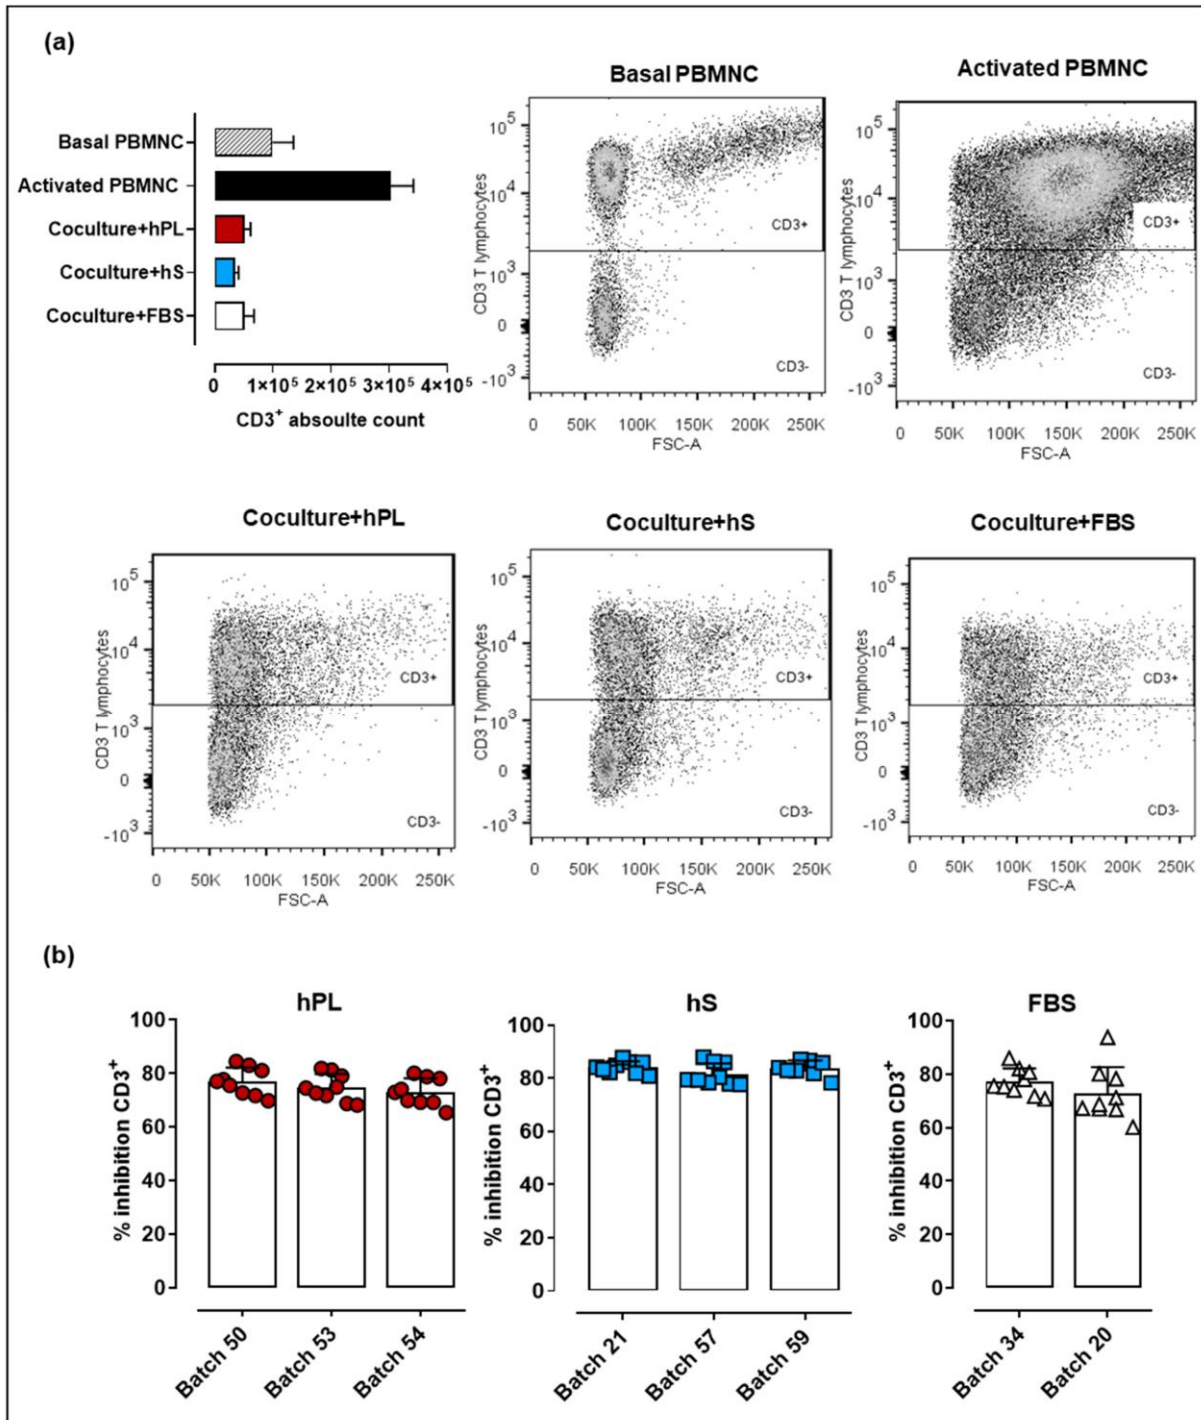 (a)
Basal PBMNC
Activated PBMNC
Coculture+hPL
Coculture+hS
Coculture+FBS
0 1×10⁵ 2×10⁵ 3×10⁵ 4×10⁵
CD3⁺ absoulte count
Basal PBMNC
CD3 T lymphocytes
10⁵
10⁴
10³
0
-10³
CD3+
CD3-
0 50K 100K 150K 200K 250K
FSC-A
Activated PBMNC
CD3 T lymphocytes
10⁵
10⁴
10³
0
-10³
CD3+
CD3-
0 50K 100K 150K 200K 250K
FSC-A
Coculture+hPL
CD3 T lymphocytes
10⁵
10⁴
10³
0
-10³
CD3+
CD3-
0 50K 100K 150K 200K 250K
FSC-A
Coculture+hS
CD3 T lymphocytes
10⁵
10⁴
10³
0
-10³
CD3+
CD3-
0 50K 100K 150K 200K 250K
FSC-A
Coculture+FBS
CD3 T lymphocytes
10⁵
10⁴
10³
0
-10³
CD3+
CD3-
0 50K 100K 150K 200K 250K
FSC-A
(b)
hPL
% inhibition CD3⁺
100
80
60
40
20
0
Batch 50
Batch 53
Batch 54
hS
% inhibition CD3⁺
100
80
60
40
20
0
Batch 21
Batch 57
Batch 59
FBS
% inhibition CD3⁺
100
80
60
40
20
0
Batch 34
Batch 20